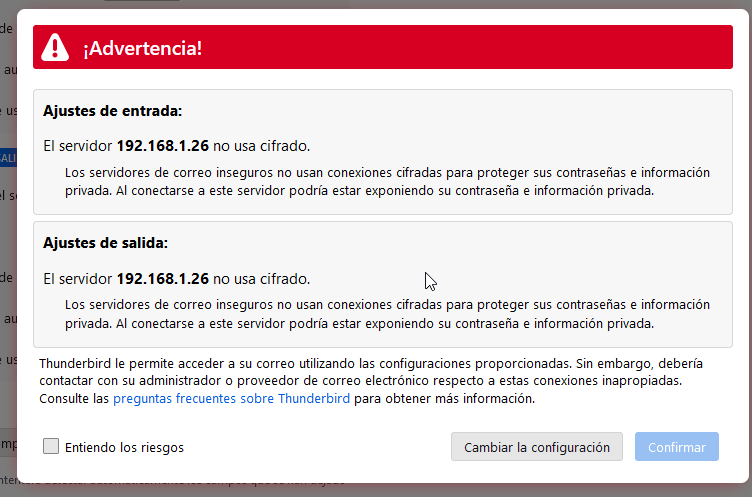 ¡Advertencia!
Ajustes de entrada:
El servidor 192.168.1.26 no usa cifrado.
Los servidores de correo inseguros no usan conexiones cifradas para proteger sus contraseñas e información
privada. Al conectarse a este servidor podría estar exponiendo su contraseña e información privada.
Ajustes de salida:
El servidor 192.168.1.26 no usa cifrado.
Los servidores de correo inseguros no usan conexiones cifradas para proteger sus contraseñas e información
privada. Al conectarse a este servidor podría estar exponiendo su contraseña e información privada.
Thunderbird le permite acceder a su correo utilizando las configuraciones proporcionadas. Sin embargo, debería
contactar con su administrador o proveedor de correo electrónico respecto a estas conexiones inapropiadas.
Consulte las preguntas frecuentes sobre Thunderbird para obtener más información.
Entiendo los riesgos
Cambiar la configuración
Confirmar